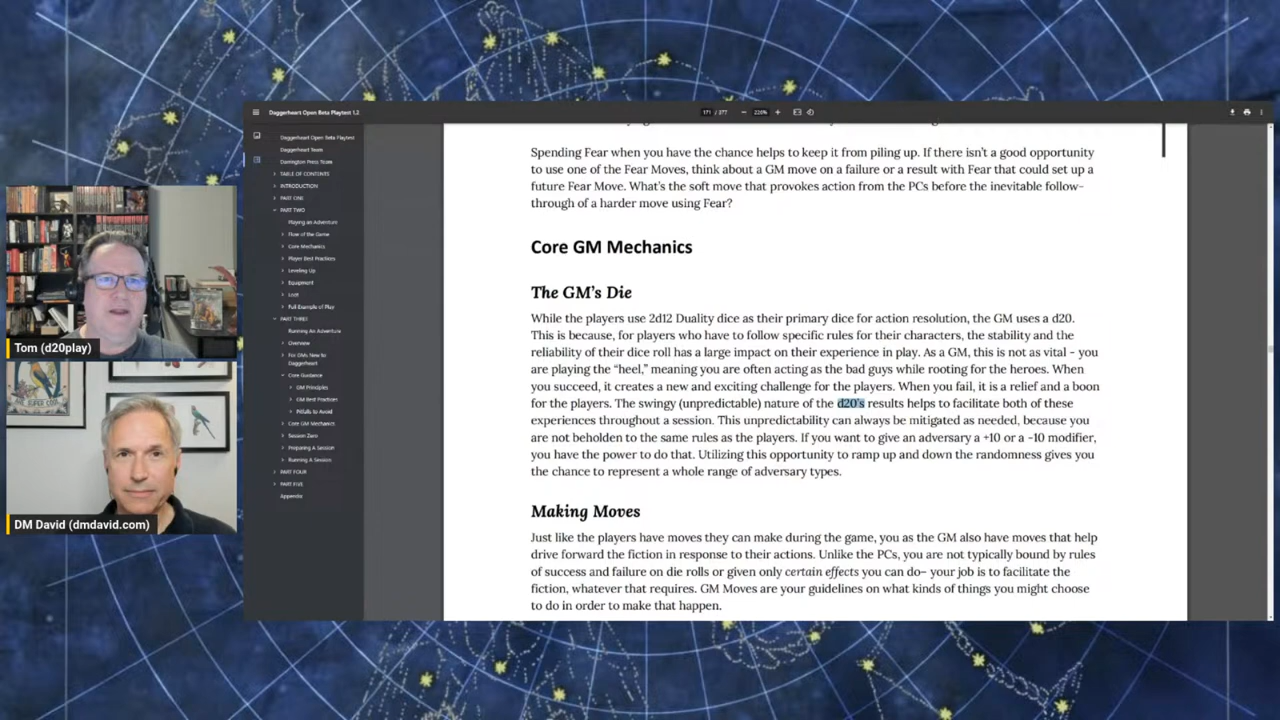 Daggerheart Open Beta Playtest 1.2
171 / 377
220%
Daggerheart Open Beta Playtest
Daggerheart Team
Darrington Press Team
TABLE OF CONTENTS
INTRODUCTION
PART ONE
PART TWO
Playing an Adventure
Flow of the Game
Core Mechanics
Player Best Practices
Leveling Up
Equipment
Loot
Full Example of Play
PART THREE
Running An Adventure
Overview
For GMs New to
Daggerheart
Core Guidance
GM Principles
GM Best Practices
Pitfalls to Avoid
Core GM Mechanics
Session Zero
Preparing A Session
Running A Session
PART FOUR
PART FIVE
Appendix
Spending Fear when you have the chance helps to keep it from piling up. If there isn't a good opportunity
to use one of the Fear Moves, think about a GM move on a failure or a result with Fear that could set up a
future Fear Move. What's the soft move that provokes action from the PCs before the inevitable follow-
through of a harder move using Fear?
Core GM Mechanics
The GM's Die
While the players use 2d12 Duality dice as their primary dice for action resolution, the GM uses a d20.
This is because, for players who have to follow specific rules for their characters, the stability and the
reliability of their dice roll has a large impact on their experience in play. As a GM, this is not as vital - you
are playing the "heel," meaning you are often acting as the bad guys while rooting for the heroes. When
you succeed, it creates a new and exciting challenge for the players. When you fail, it is a relief and a boon
for the players. The swingy (unpredictable) nature of the d20's results helps to facilitate both of these
experiences throughout a session. This unpredictability can always be mitigated as needed, because you
are not beholden to the same rules as the players. If you want to give an adversary a +10 or a -10 modifier,
you have the power to do that. Utilizing this opportunity to ramp up and down the randomness gives you
the chance to represent a whole range of adversary types.
Making Moves
Just like the players have moves they can make during the game, you as the GM also have moves that help
drive forward the fiction in response to their actions. Unlike the PCs, you are not typically bound by rules
of success and failure on die rolls or given only certain effects you can do– your job is to facilitate the
fiction, whatever that requires. GM Moves are your guidelines on what kinds of things you might choose
to do in order to make that happen.
Tom (d20play)
DM David (dmdavid.com)